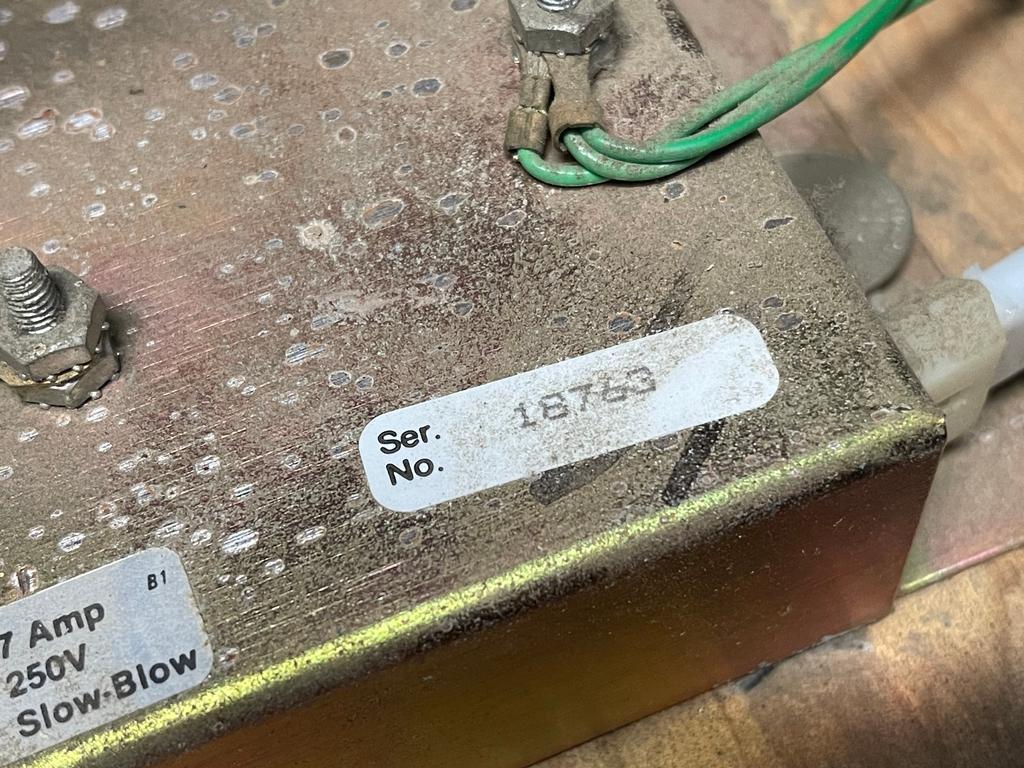 Ser.
No.
18763
B1
7 Amp
250V
Slow-Blow